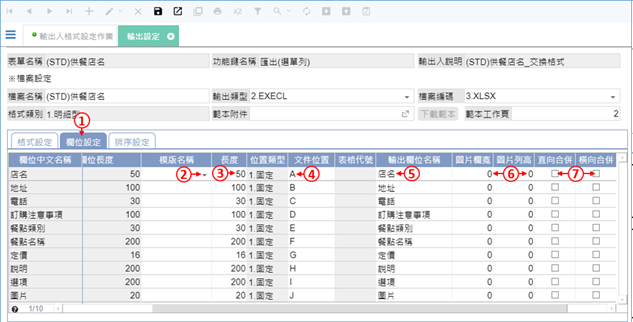 輸出入格式設定作業 輸出設定
表單名稱 (STD)供餐店名 功能鍵名稱 匯出(選單列) 輸出入說明 (STD)供餐店名_交換格式
※檔案設定
檔案名稱 (STD)供餐店名 輸出類型 2.EXECL 檔案編碼 3.XLSX
格式類別 1.明細型 範本附件 下載範本 範本工作頁 2
①
格式設定 欄位設定 排序設定
欄位中文名稱 欄位長度 模版名稱 長度 位置類型 文件位置 表格代號 輸出欄位名稱 圖片欄寬 圖片列高 直向合併 橫向合併
店名 50 ② ③ 50 1.固定 A ④ 店名 ⑤ 0 ⑥ 0 ⑦
地址 100 100 1.固定 B 地址 0 0
電話 30 30 1.固定 C 電話 0 0
訂購注意事項 100 100 1.固定 D 訂購注意事項 0 0
餐點類別 30 30 1.固定 E 餐點類別 0 0
餐點名稱 200 200 1.固定 F 餐點名稱 0 0
定價 16 16 1.固定 G 定價 0 0
說明 200 200 1.固定 H 說明 0 0
選項 200 200 1.固定 I 選項 0 0
圖片 20 20 1.固定 J 圖片 0 0
1/10